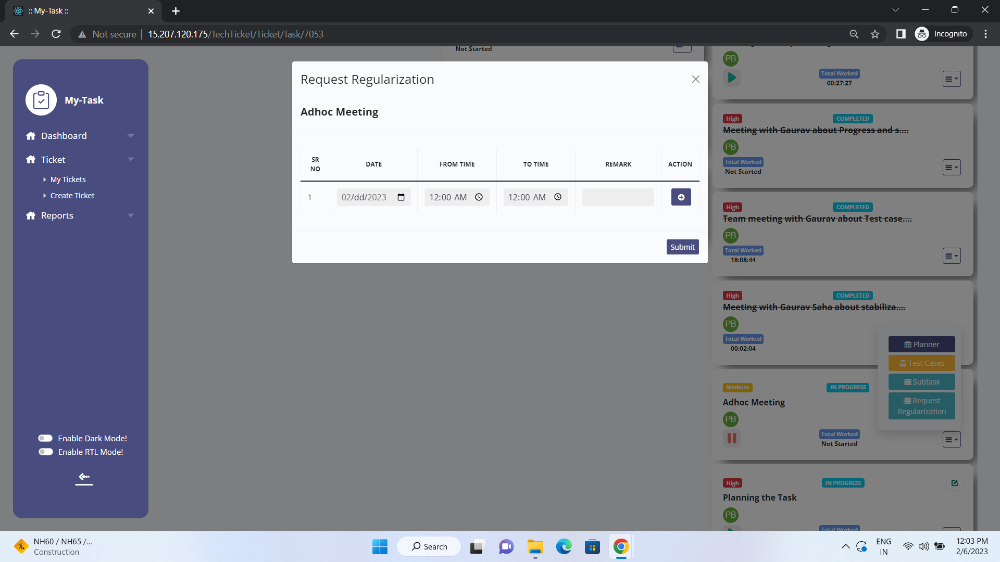 :: My-Task ::
Not secure
15.207.120.175/TechTicket/Ticket/Task/7053
Incognito
My-Task
Dashboard
Ticket
My Tickets
Create Ticket
Reports
Enable Dark Mode!
Enable RTL Mode!
Not Started
Request Regularization
Adhoc Meeting
SR NO
DATE
FROM TIME
TO TIME
REMARK
ACTION
1
02/dd/2023
12:00 AM
12:00 AM
Submit
PB
Total Worked
00:27:27
High
COMPLETED
Meeting with Gaurav about Progress and s....
PB
Total Worked
Not Started
High
COMPLETED
Team meeting with Gaurav about Test case....
PB
Total Worked
18:08:44
High
COMPLETED
Meeting with Gaurav Saha about stabiliza....
PB
Total Worked
00:02:04
Planner
Test Cases
Subtask
Request
Regularization
Medium
IN PROGRESS
Adhoc Meeting
PB
Total Worked
Not Started
High
IN PROGRESS
Planning the Task
PB
Total Worked
NH60 / NH65 /...
Construction
Search
ENG
IN
12:03 PM
2/6/2023